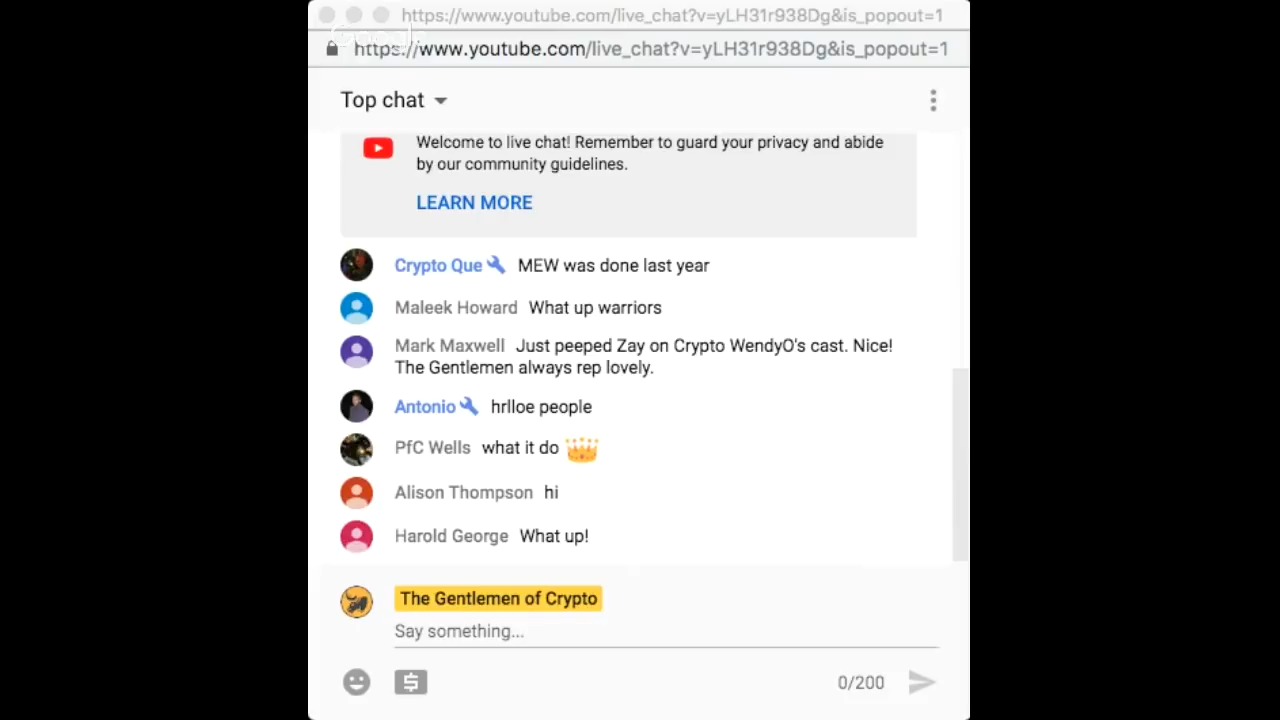 https://www.youtube.com/live_chat?v=yLH31r938Dg&is_popout=1
Google
https://www.youtube.com/live_chat?v=yLH31r938Dg&is_popout=1
Top chat
Welcome to live chat! Remember to guard your privacy and abide
by our community guidelines.
LEARN MORE
Crypto Que MEW was done last year
Maleek Howard What up warriors
Mark Maxwell Just peeped Zay on Crypto WendyO's cast. Nice!
The Gentlemen always rep lovely.
Antonio hrlloe people
PfC Wells what it do
Alison Thompson hi
Harold George What up!
The Gentlemen of Crypto
Say something...
0/200